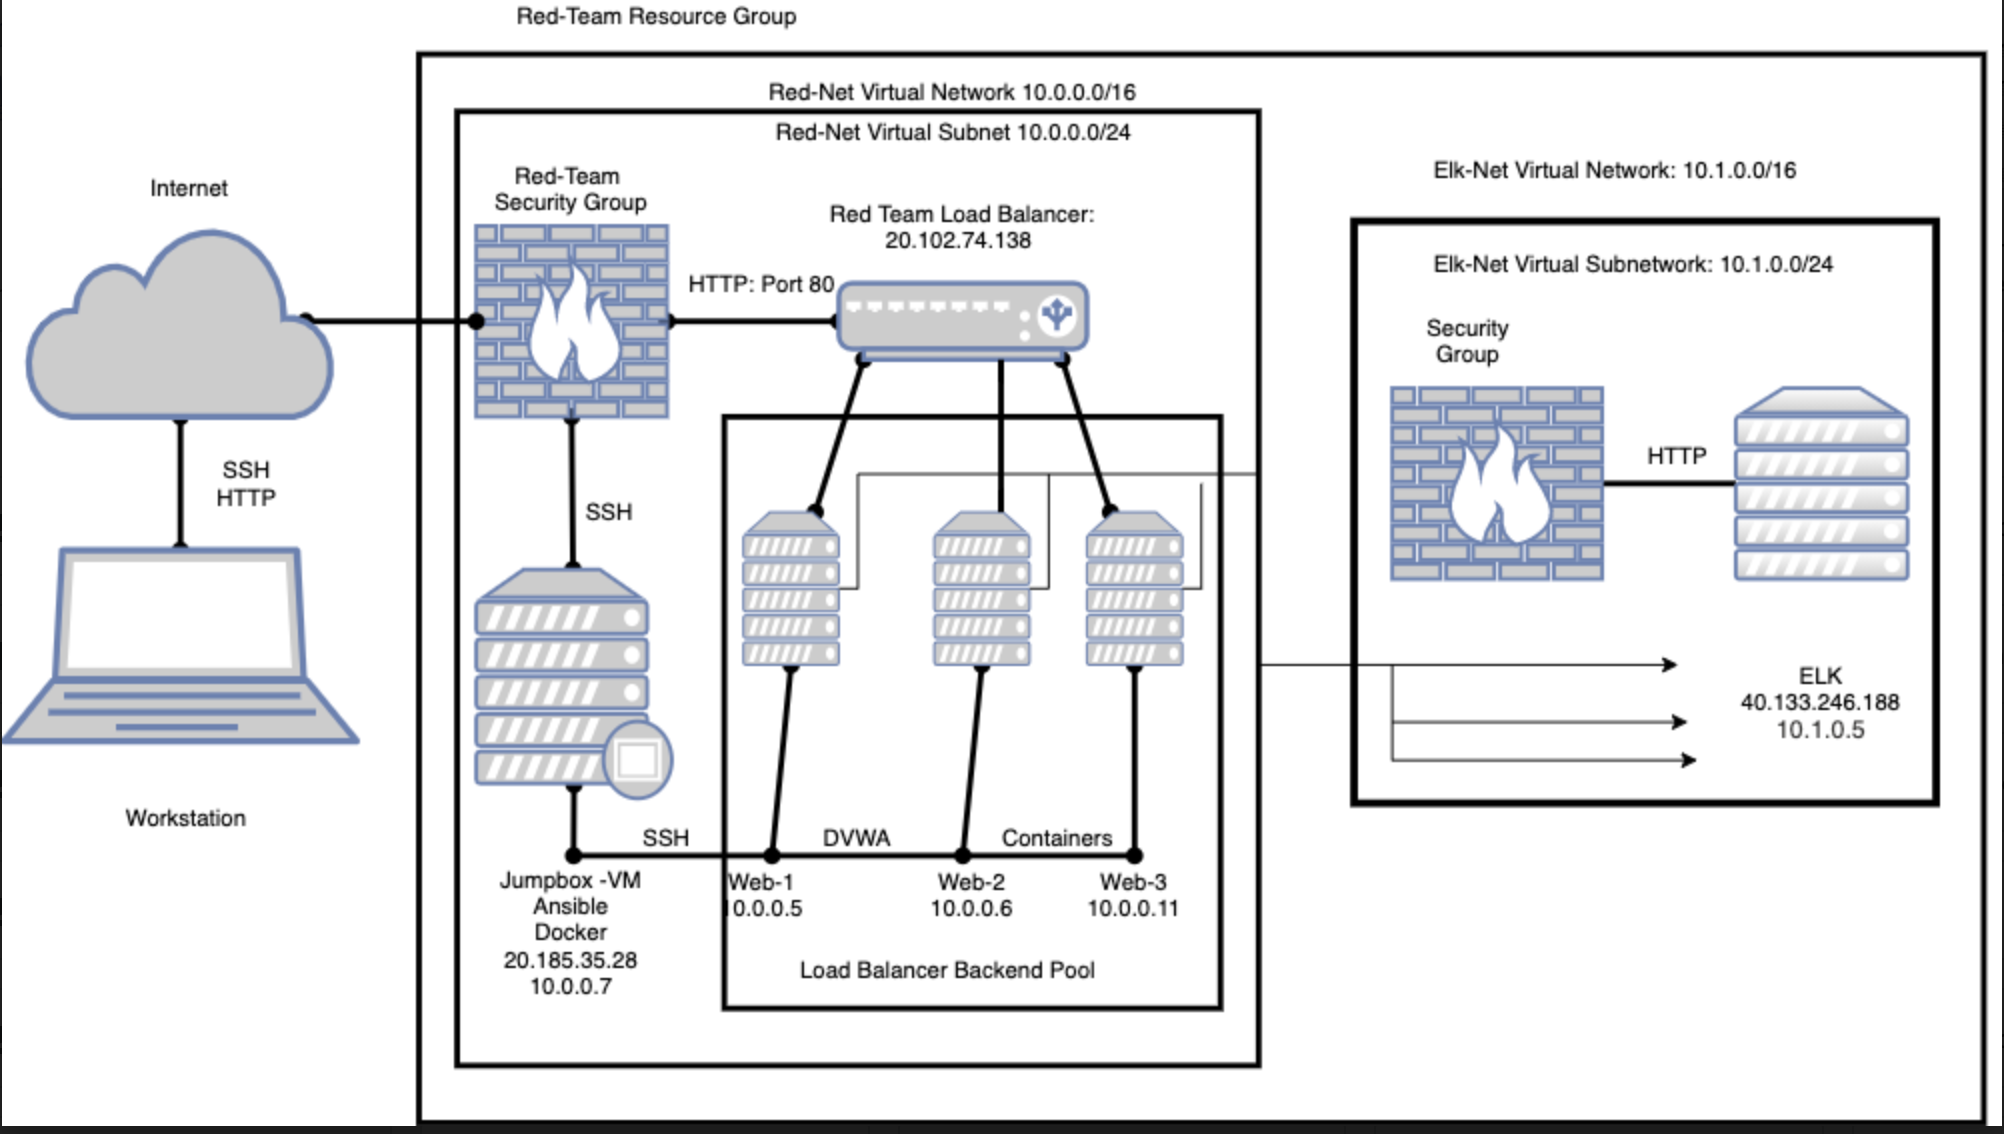 Red-Team Resource Group
Red-Net Virtual Network 10.0.0.0/16
Red-Net Virtual Subnet 10.0.0.0/24
Internet
SSH
HTTP
Workstation
Red-Team
Security Group
HTTP: Port 80
Red Team Load Balancer:
20.102.74.138
SSH
SSH
DVWA
Containers
Jumpbox -VM
Ansible
Docker
20.185.35.28
10.0.0.7
Web-1
10.0.0.5
Web-2
10.0.0.6
Web-3
10.0.0.11
Load Balancer Backend Pool
Elk-Net Virtual Network: 10.1.0.0/16
Elk-Net Virtual Subnetwork: 10.1.0.0/24
Security
Group
HTTP
ELK
40.133.246.188
10.1.0.5